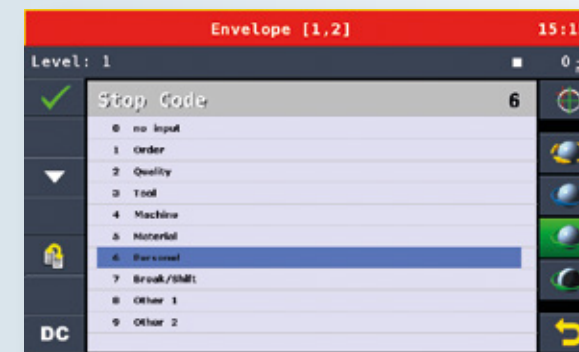 Envelope [1,2]
15:1
Level: 1
0
Stop Code 6
0 no input
1 Order
2 Quality
3 Tool
4 Machine
5 Material
6 Personal
7 Break/Shift
8 Other 1
9 Other 2
DC